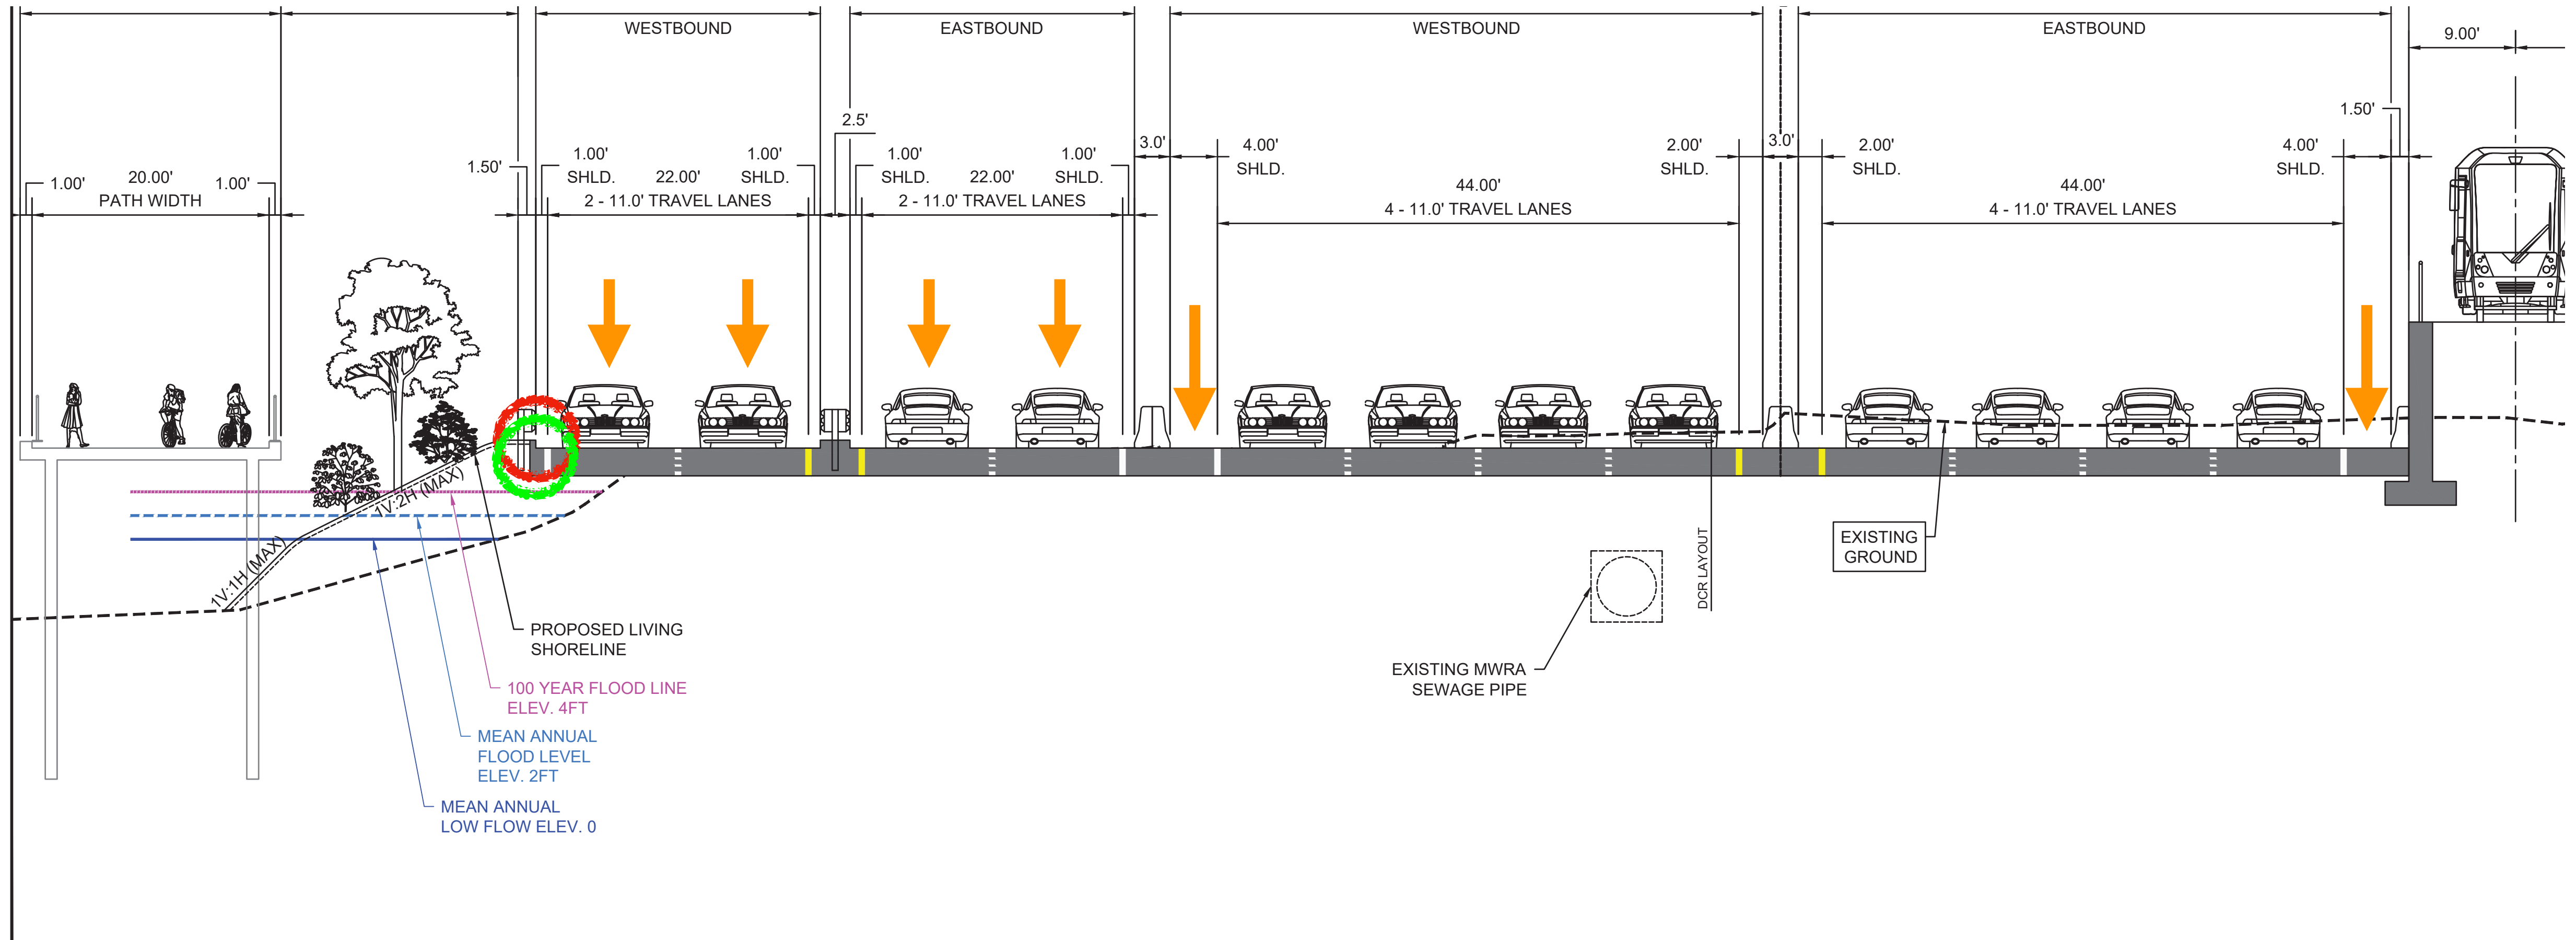 WESTBOUND
EASTBOUND
WESTBOUND
EASTBOUND
9.00'
1.50'
2.5'
3.0'
4.00'
SHLD.
2.00'
SHLD.
3.0'
2.00'
SHLD.
4.00'
SHLD.
1.50'
1.00'
SHLD.
1.00'
SHLD.
1.00'
SHLD.
1.00'
SHLD.
1.00'
20.00'
PATH WIDTH
1.00'
22.00'
2 - 11.0' TRAVEL LANES
22.00'
2 - 11.0' TRAVEL LANES
44.00'
4 - 11.0' TRAVEL LANES
44.00'
4 - 11.0' TRAVEL LANES
1V:2H (MAX)
1V:1H (MAX)
EXISTING
GROUND
DCR LAYOUT
PROPOSED LIVING
SHORELINE
EXISTING MWRA
SEWAGE PIPE
100 YEAR FLOOD LINE
ELEV. 4FT
MEAN ANNUAL
FLOOD LEVEL
ELEV. 2FT
MEAN ANNUAL
LOW FLOW ELEV. 0